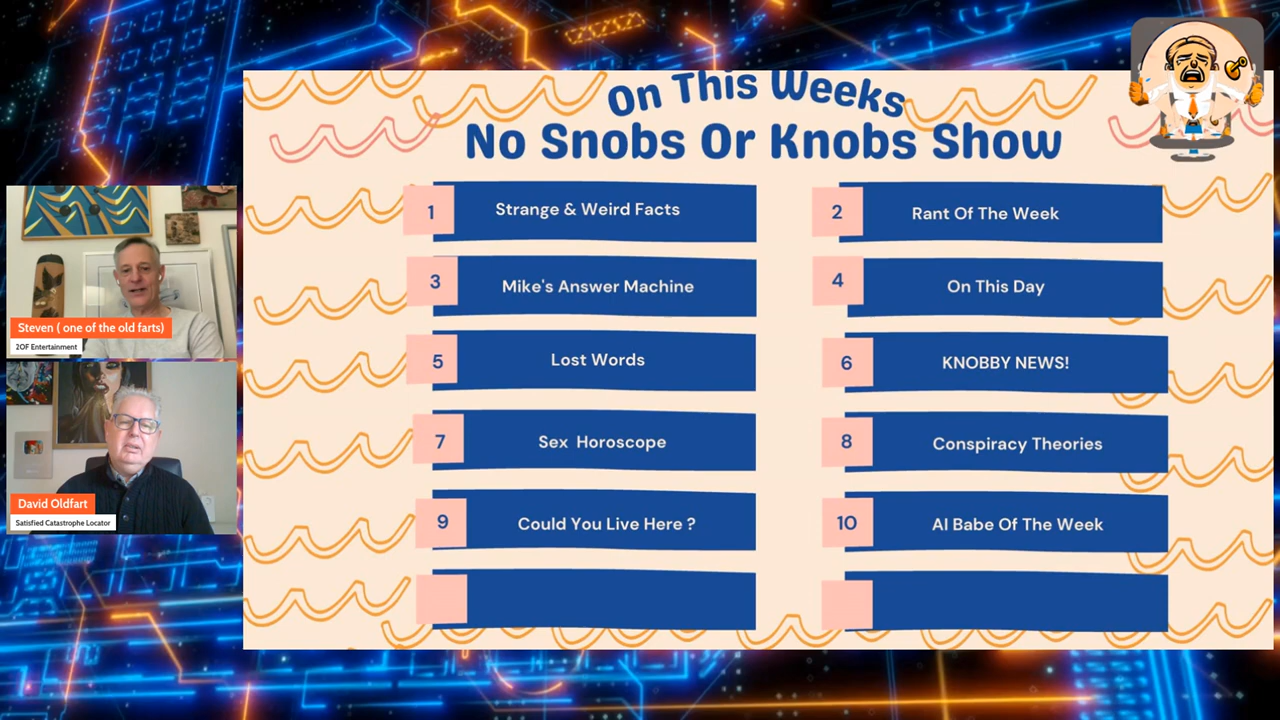 On This Weeks
No Snobs Or Knobs Show
1 Strange & Weird Facts
2 Rant Of The Week
3 Mike's Answer Machine
4 On This Day
5 Lost Words
6 KNOBBY NEWS!
7 Sex Horoscope
8 Conspiracy Theories
9 Could You Live Here ?
10 AI Babe Of The Week
Steven ( one of the old farts)
2OF Entertainment
David Oldfart
Satisfied Catastrophe Locator